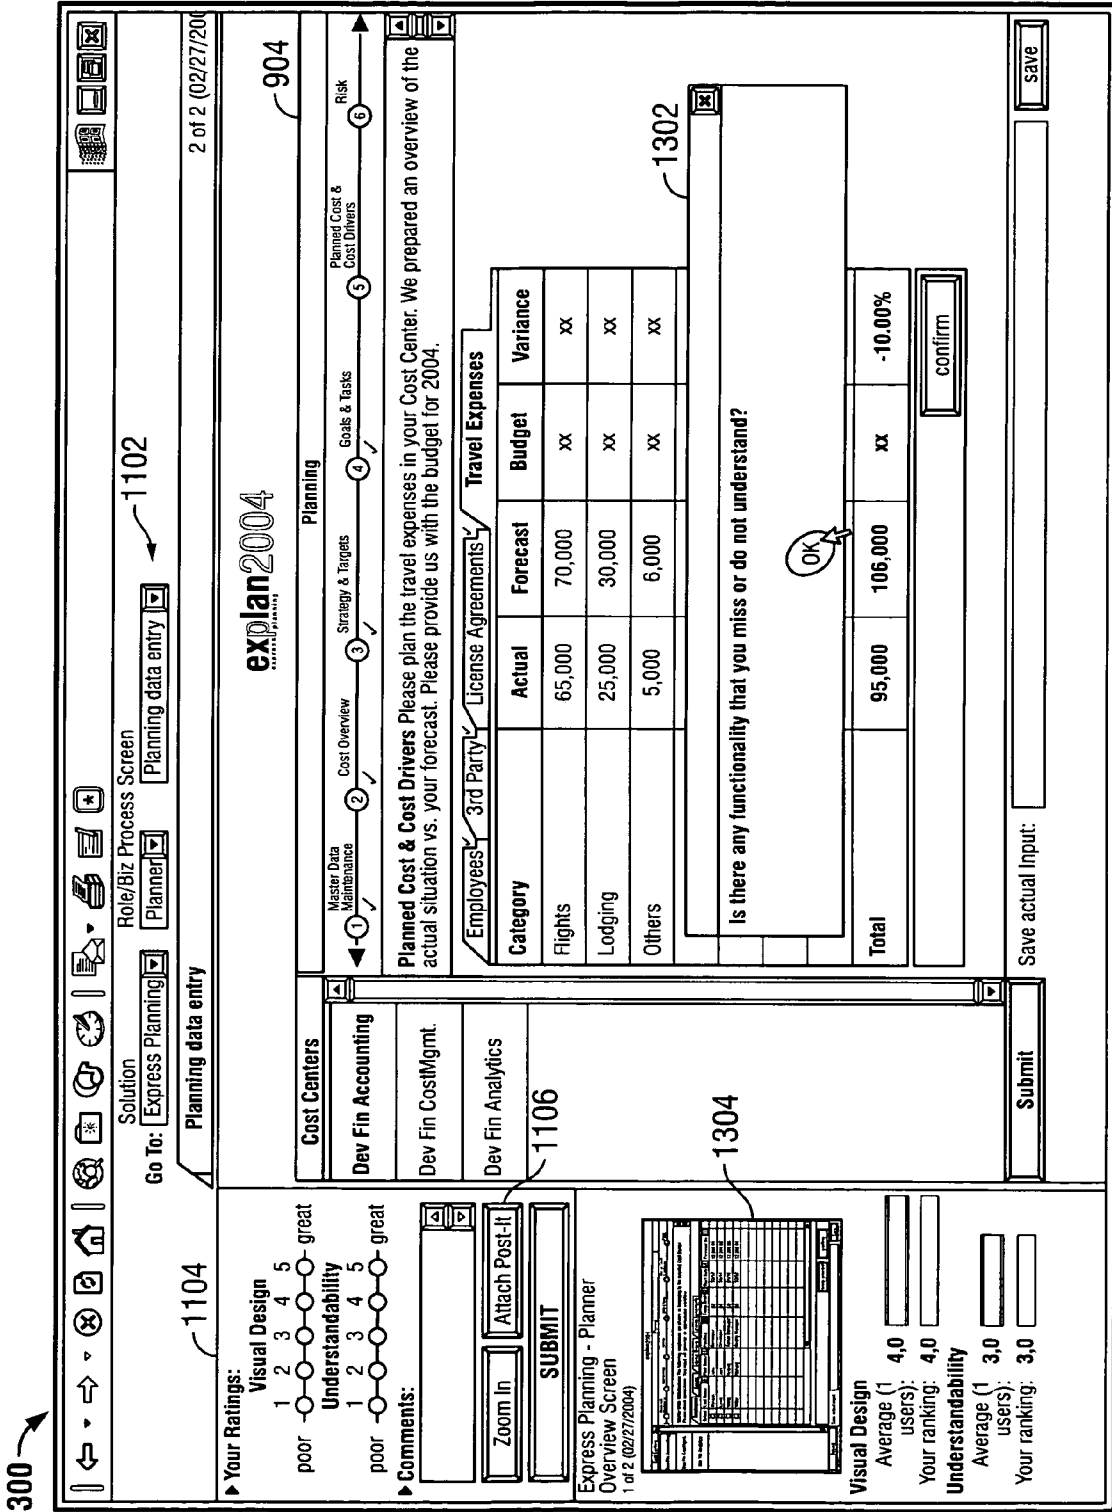 300
Solution
Role/Biz Process Screen
Go To: Express Planning Planner Planning data entry
1102
Planning data entry
2 of 2 (02/27/200
1104
▶ Your Ratings:
Visual Design
1 2 3 4 5
poor great
Understandability
1 2 3 4 5
poor great
▶ Comments:
Zoom In
Attach Post-It
1106
SUBMIT
Express Planning - Planner
Overview Screen
1 of 2 (02/27/2004)
1304
Visual Design
Average (1 users): 4,0
Your ranking: 4,0
Understandability
Average (1 users): 3,0
Your ranking: 3,0
explan2004
express planning
904
Cost Centers
Dev Fin Accounting
Dev Fin CostMgmt.
Dev Fin Analytics
Submit
Planning
1 Master Data Maintenance
2 Cost Overview
3 Strategy & Targets
4 Goals & Tasks
5 Planned Cost & Cost Drivers
6 Risk
Planned Cost & Cost Drivers Please plan the travel expenses in your Cost Center. We prepared an overview of the
actual situation vs. your forecast. Please provide us with the budget for 2004.
Employees 3rd Party License Agreements Travel Expenses
Category Actual Forecast Budget Variance
Flights 65,000 70,000 xx xx
Lodging 25,000 30,000 xx xx
Others 5,000 6,000 xx xx
1302
Is there any functionality that you miss or do not understand?
OK
Total 95,000 106,000 xx -10.00%
confirm
Save actual Input:
save